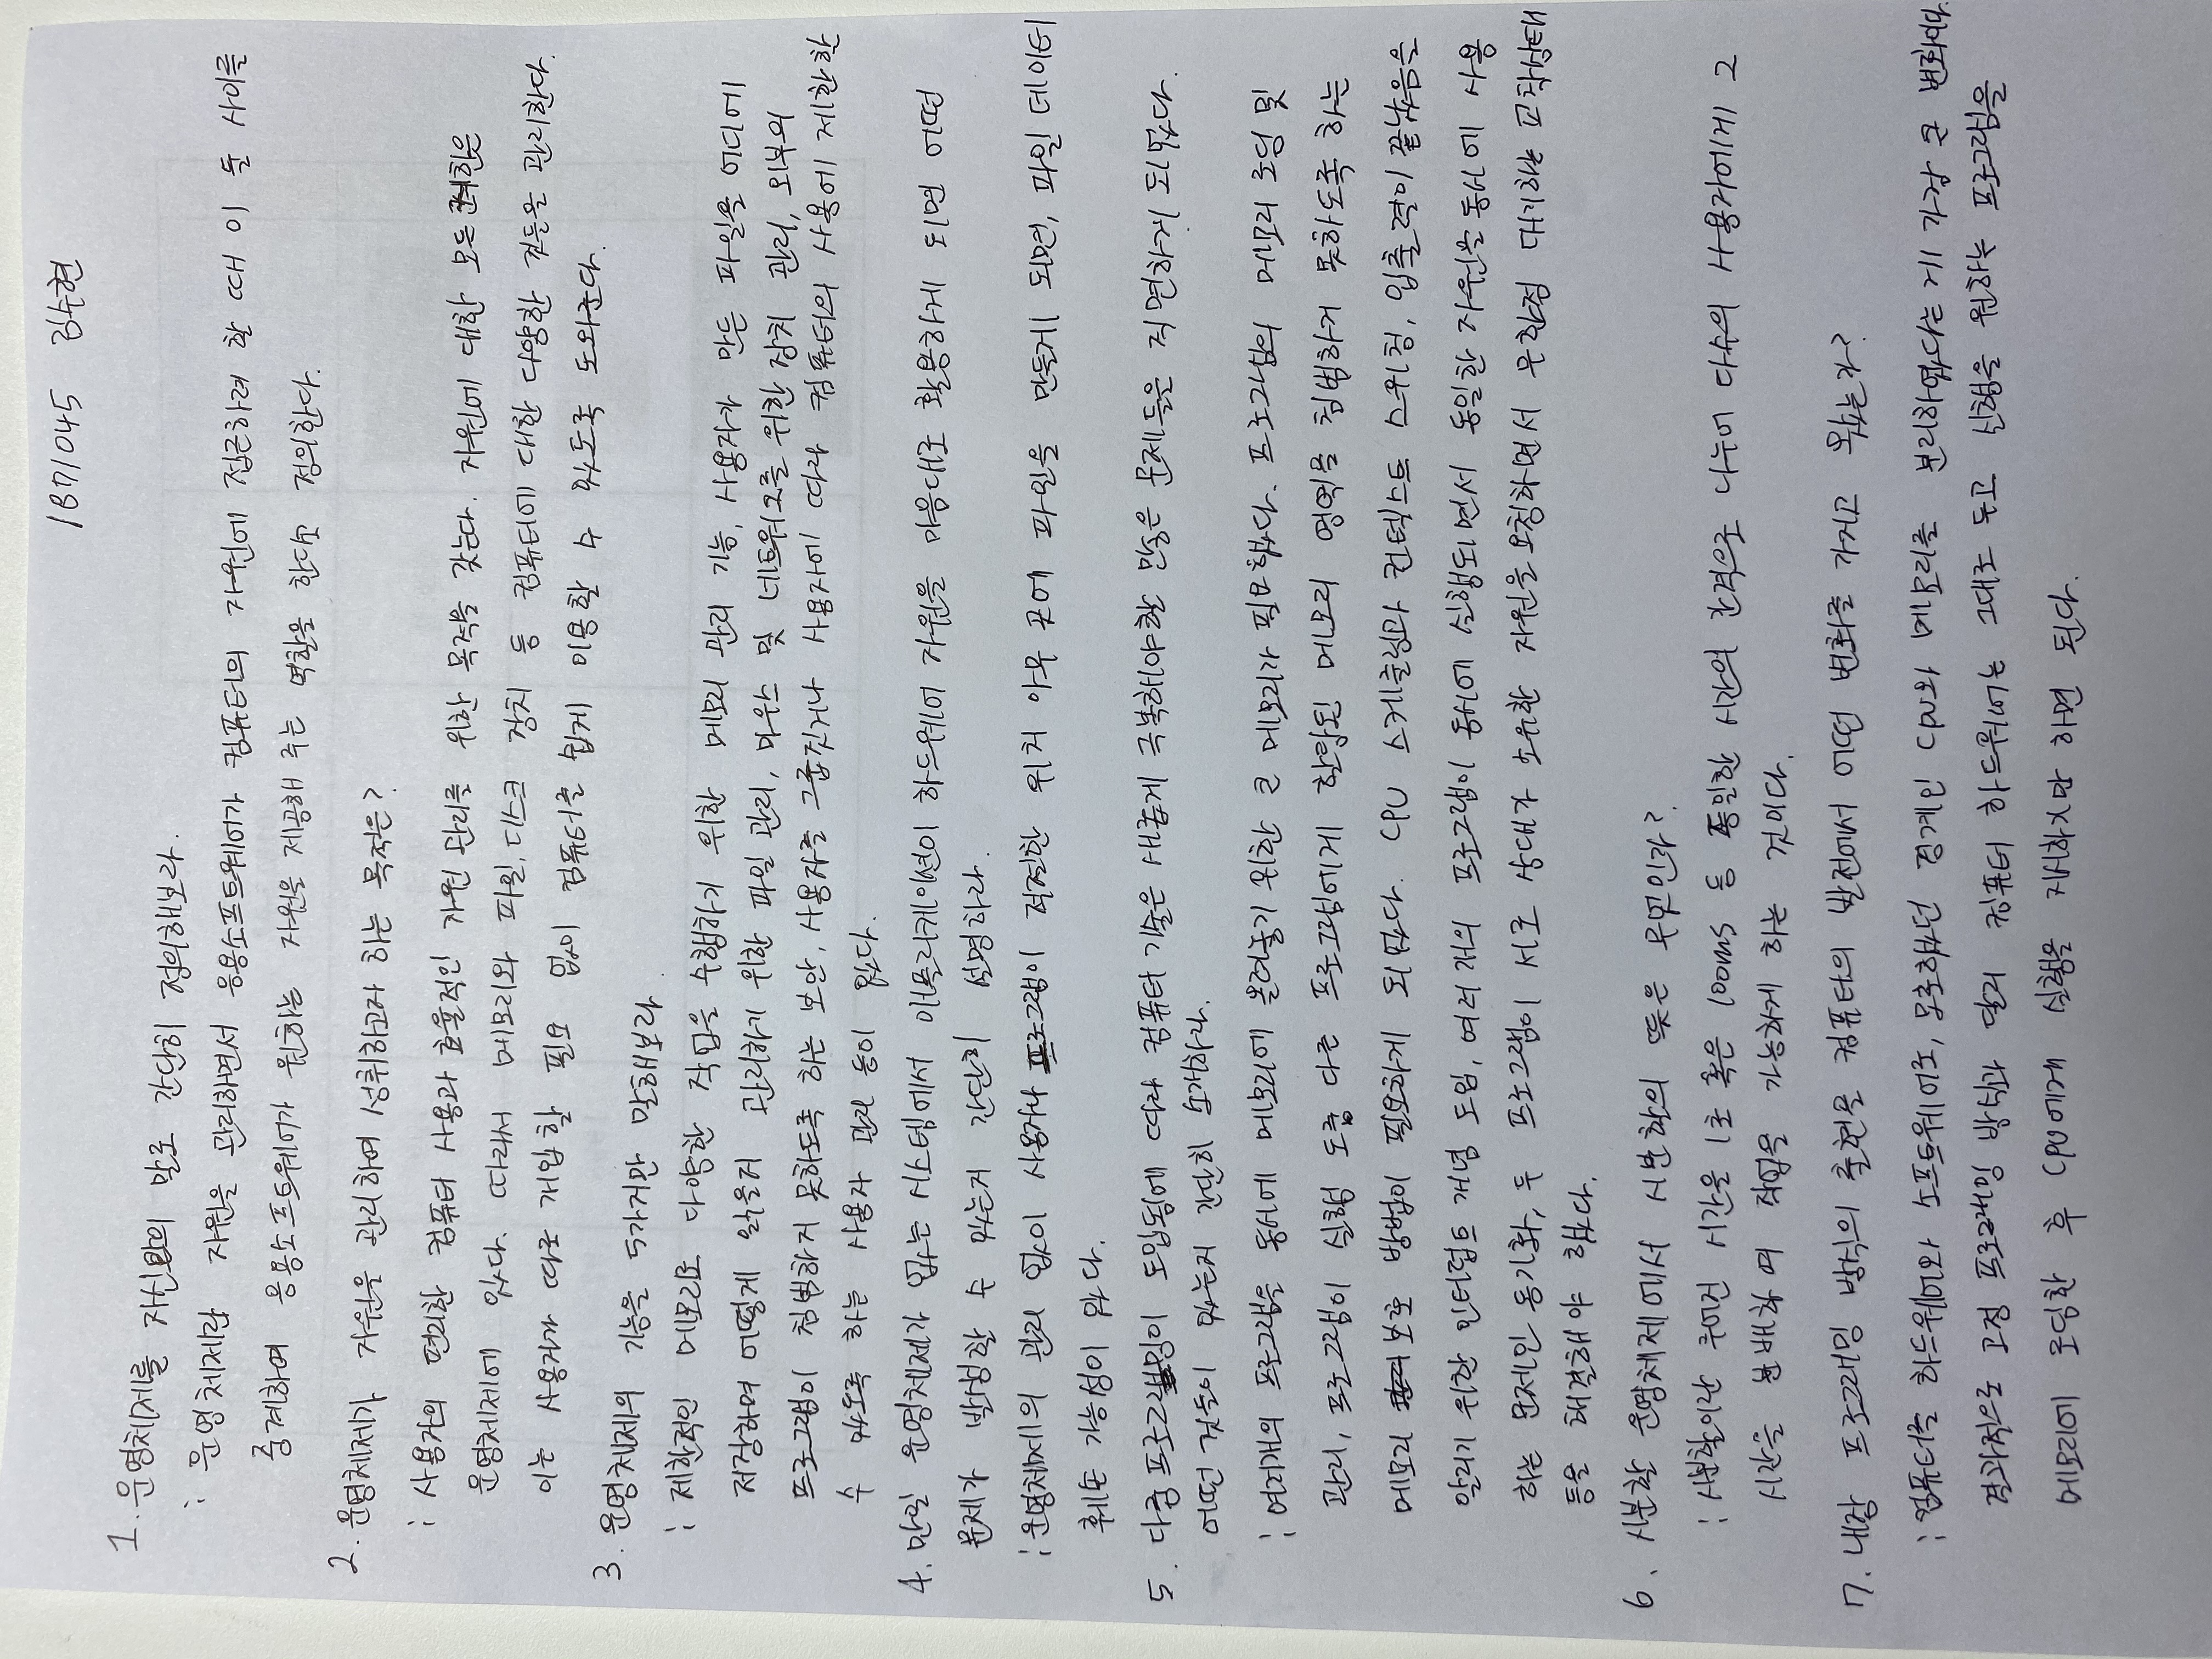 1871045 김수현
1. 운영체제를 자신만의 말로 간단히 정의해보라.
; 운영체제란 자원을 관리하면서 응용소프트웨어가 컴퓨터의 자원에 접근하려 할 때 이 둘 사이를
중계하여 응용소프트웨어가 원하는 자원을 제공해 주는 역할을 한다고 정의한다.
2. 운영체제가 자원을 관리하여 성취하고자 하는 목적은?
; 사용자의 편리한 컴퓨터 사용과 효율적인 자원 관리를 위한 목적을 갖는다. 자원에 대한 모든 권한은
운영체제에 있다. 따라서 메모리와 파일, 디스크 장치 등 컴퓨터에 대한 다양한 것들을 관리한다.
이는 사용자가 따로 개입할 필요 없이 컴퓨터를 쉽게 이용할 수 있도록 도와준다.
3. 운영체제의 기능을 5가지만 말해보라.
; 제한적인 메모리로 다양한 작업을 수행하기 위한 메모리 관리 기능, 사용자가 만든 파일을 어디에
저장하며 어떻게 읽을지 관리하기 위한 파일 관리, 마우스 및 네트워크를 위한 장치 관리, 외부의
프로그램이 침범하지 못하도록 하는 보안, 사용자를 그룹짓거나 사용자에 따라 컴퓨터의 사용에 제한할
수 있도록 하는 사용자 관리 등이 있다.
4. 만일 운영체제가 없는 시스템에서 어플리케이션이 하드웨어 자원을 마음대로 활용하게 되면 어떤
문제가 발생할 수 있는지 간단히 설명하라.
; 운영체제의 관리 없이 사용자나 프로그램이 적절한 위치 아무 곳에 파일을 만들게 되면, 파일 데이터
훼손 가능성이 있다.
5. 다중프로그래밍이 도입됨에 따라 컴퓨터 기술은 새롭게 극복해야할 많은 문제들은 직면하게 되었다.
어떤 것들이 있는지 간단히 소개하라.
; 여러개의 프로그램을 동시에 메모리에 올려놓기 위한 큰 메모리가 필요했다. 프로그램의 메모리 로딩 및
관리, 프로그램이 실행 도중 다른 프로그램에게 할당된 메모리 영역을 침범하지 못하도록 하는
메모리 보호 방법이 필요하게 되었다. CPU 스케줄링과 컨텍스트 스위칭, 입출력이 끝났음을
알리기 위한 인터럽트 개념 도입, 여러 개의 프로그램이 동시에 실행되면서 동일한 자원을 동시에 사용
하는 문제인 동기화, 두 프로그램이 서로 상대가 소유한 자원을 요청하면서 무한정 대기하는 교착상태
등을 해결해야 했다.
6. 시분할 운영체제에서 시분할의 뜻은 무엇인가?
; 시분할이란 주어진 시간을 1초 혹은 100ms 등 동일한 시간의 간격으로 나누어 다수의 사용자에게 그
시간을 분배하여 작업을 가능하게 하는 것이다.
7. 내장 프로그래밍 방식의 출현을 컴퓨터의 발전에서 어떤 변화를 가지고 왔는가?
; 컴퓨터를 하드웨어와 소프트웨어로, 모호했던 경계인 CPU와 메모리를 분리하였다는 게 가장 큰 변화이다.
결과적으로 고정 프로그래밍 방식과 달리 컴퓨터 하드웨어는 그대로 두고 실행을 원하는 프로그램을
메모리에 로딩한 후 CPU에게 실행을 지시하기만 하면 된다.